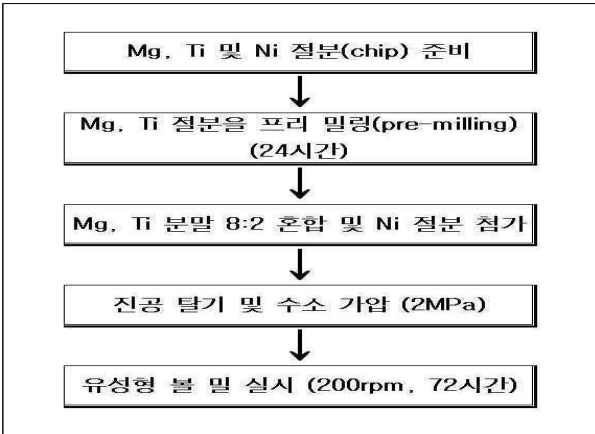 Mg, Ti 및 Ni 절분(chip) 준비
Mg, Ti 절분을 프리 밀링(pre-milling)
(24시간)
Mg, Ti 분말 8:2 혼합 및 Ni 절분 첨가
진공 탈기 및 수소 가압 (2MPa)
유성형 볼 밀 실시 (200rpm, 72시간)